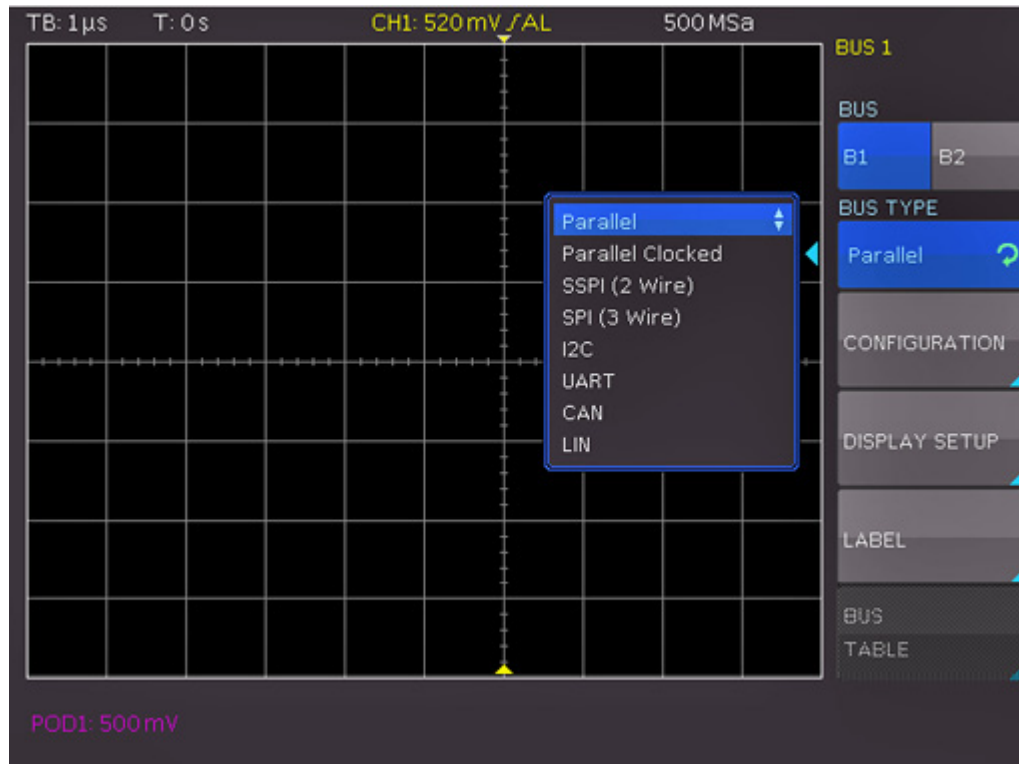 TB: 1µs T: 0s CH1: 520mV AL 500MSa
BUS 1
BUS
B1 B2
BUS TYPE
Parallel
CONFIGURATION
DISPLAY SETUP
LABEL
BUS
TABLE
Parallel
Parallel Clocked
SSPI (2 Wire)
SPI (3 Wire)
I2C
UART
CAN
LIN
POD1: 500mV